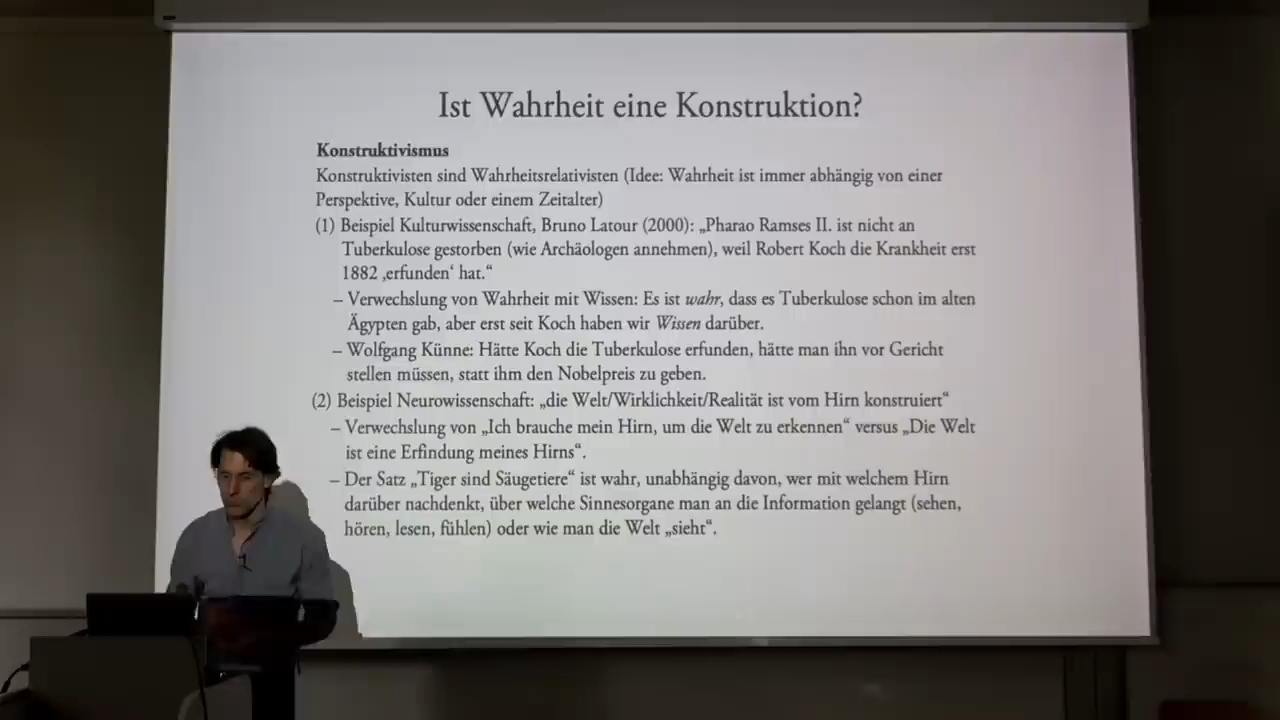 Ist Wahrheit eine Konstruktion?
Konstruktivismus
Konstruktivisten sind Wahrheitsrelativisten (Idee: Wahrheit ist immer abhängig von einer
Perspektive, Kultur oder einem Zeitalter)
(1) Beispiel Kulturwissenschaft, Bruno Latour (2000): „Pharao Ramses II. ist nicht an
Tuberkulose gestorben (wie Archäologen annehmen), weil Robert Koch die Krankheit erst
1882 ‚erfunden‘ hat.“
– Verwechslung von Wahrheit mit Wissen: Es ist wahr, dass es Tuberkulose schon im alten
Ägypten gab, aber erst seit Koch haben wir Wissen darüber.
– Wolfgang Künne: Hätte Koch die Tuberkulose erfunden, hätte man ihn vor Gericht
stellen müssen, statt ihm den Nobelpreis zu geben.
(2) Beispiel Neurowissenschaft: „die Welt/Wirklichkeit/Realität ist vom Hirn konstruiert“
– Verwechslung von „Ich brauche mein Hirn, um die Welt zu erkennen“ versus „Die Welt
ist eine Erfindung meines Hirns“.
– Der Satz „Tiger sind Säugetiere“ ist wahr, unabhängig davon, wer mit welchem Hirn
darüber nachdenkt, über welche Sinnesorgane man an die Information gelangt (sehen,
hören, lesen, fühlen) oder wie man die Welt „sieht“.